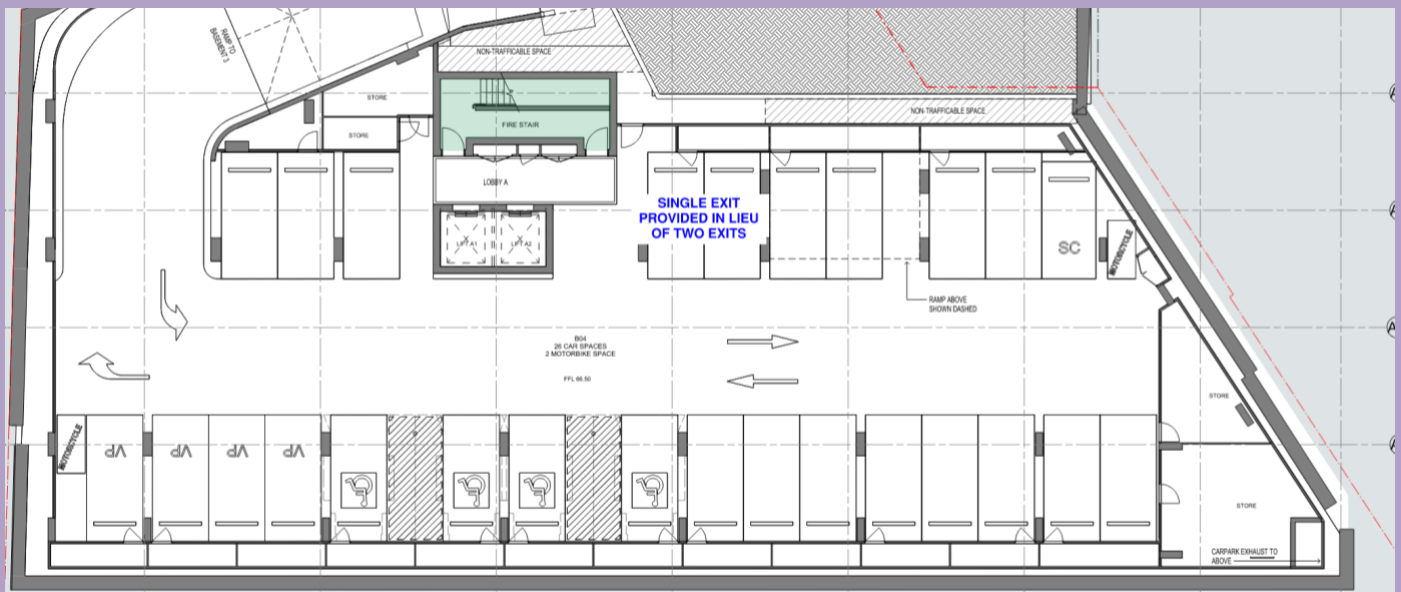 RAMP TO
BASEMENT 3
NON-TRAFFICABLE SPACE
STORE
STORE
FIRE STAIR
NON-TRAFFICABLE SPACE
LOBBY A
LIFT A1
LIFT A2
SINGLE EXIT
PROVIDED IN LIEU
OF TWO EXITS
SC
MOTORCYCLE
RAMP ABOVE
SHOWN DASHED
B04
26 CAR SPACES
2 MOTORBIKE SPACE
FFL 66.50
STORE
MOTORCYCLE
VP
VP
VP
VP
STORE
CARPARK EXHAUST TO
ABOVE